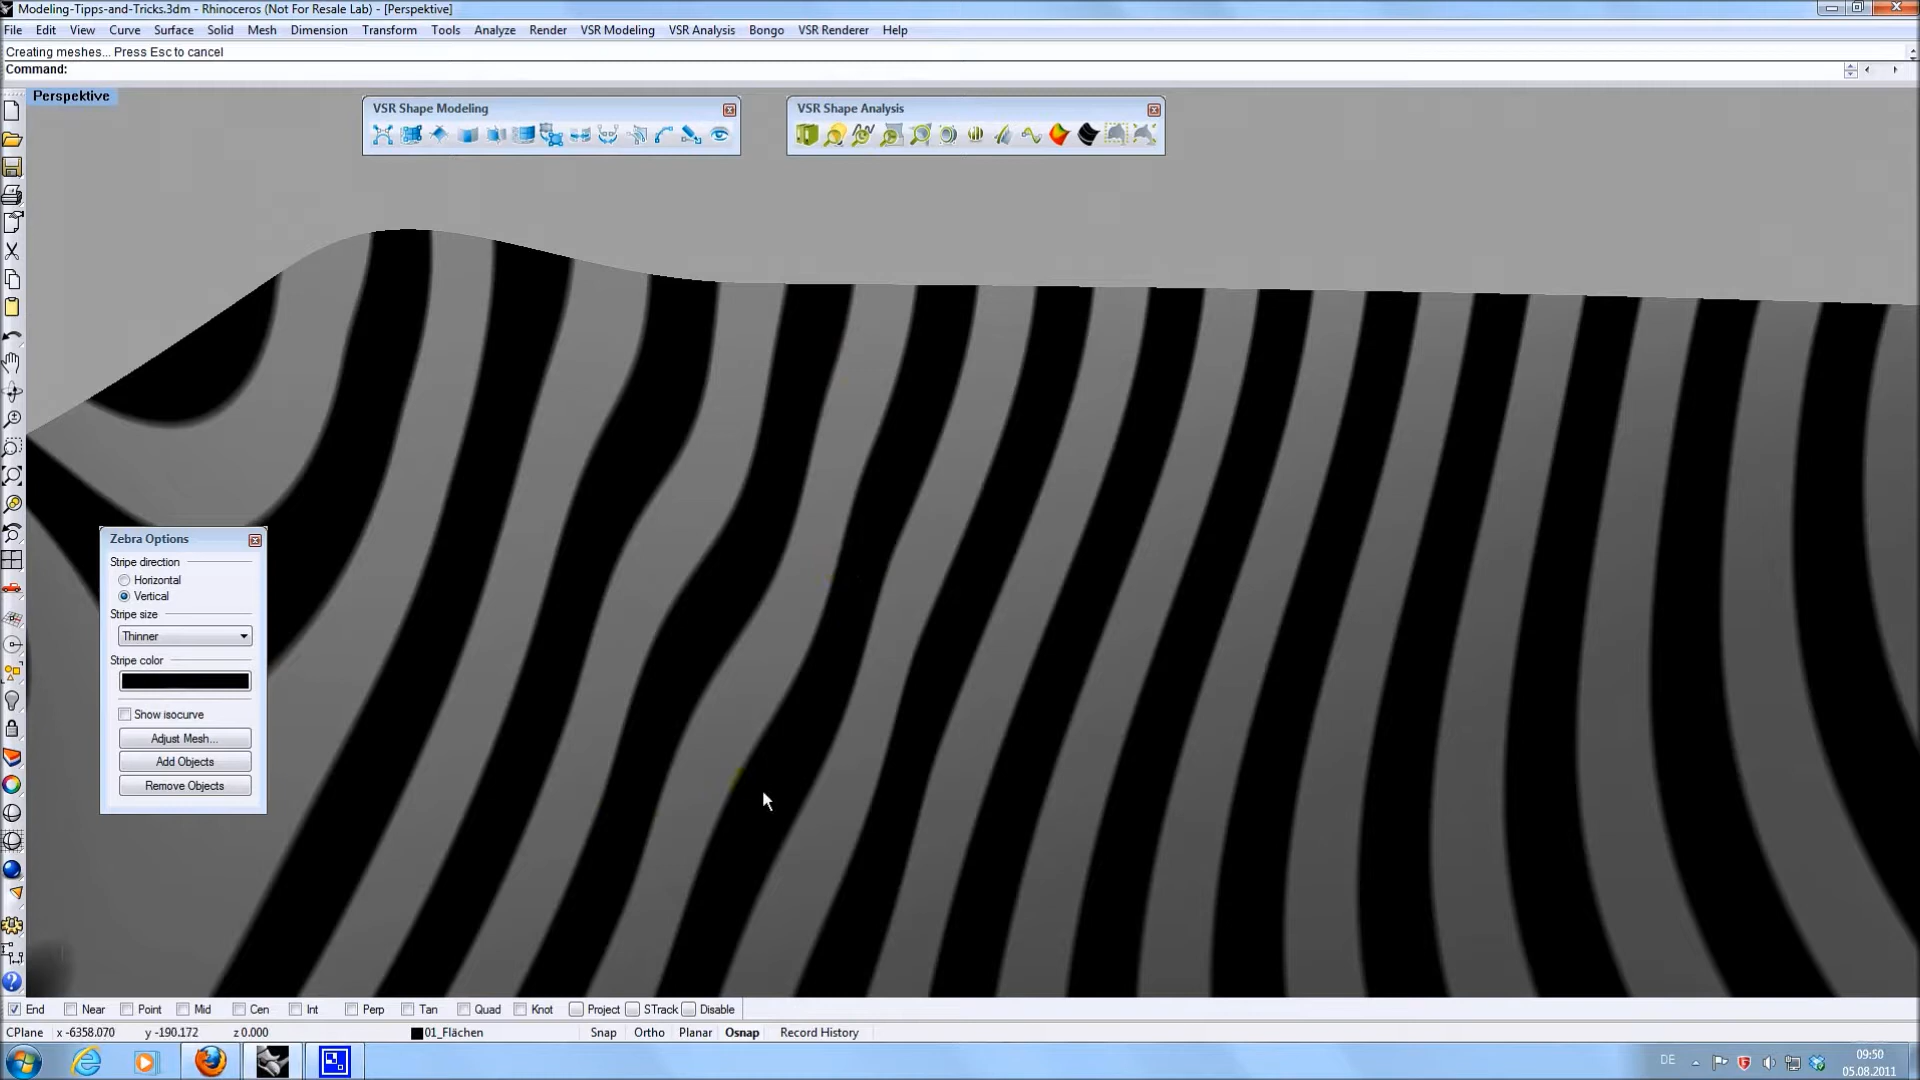 Modeling-Tipps-and-Tricks.3dm - Rhinoceros (Not For Resale Lab) - [Perspektive]
File Edit View Curve Surface Solid Mesh Dimension Transform Tools Analyze Render VSR Modeling VSR Analysis Bongo VSR Renderer Help
Creating meshes... Press Esc to cancel
Command:
Perspektive
VSR Shape Modeling
VSR Shape Analysis
Zebra Options
Stripe direction
Horizontal
Vertical
Stripe size
Thinner
Stripe color
Show isocurve
Adjust Mesh...
Add Objects
Remove Objects
End Near Point Mid Cen Int Perp Tan Quad Knot Project STrack Disable
CPlane x -6358.070 y -190.172 z 0.000 01_Flächen Snap Ortho Planar Osnap Record History
DE
09:50
05.08.2011